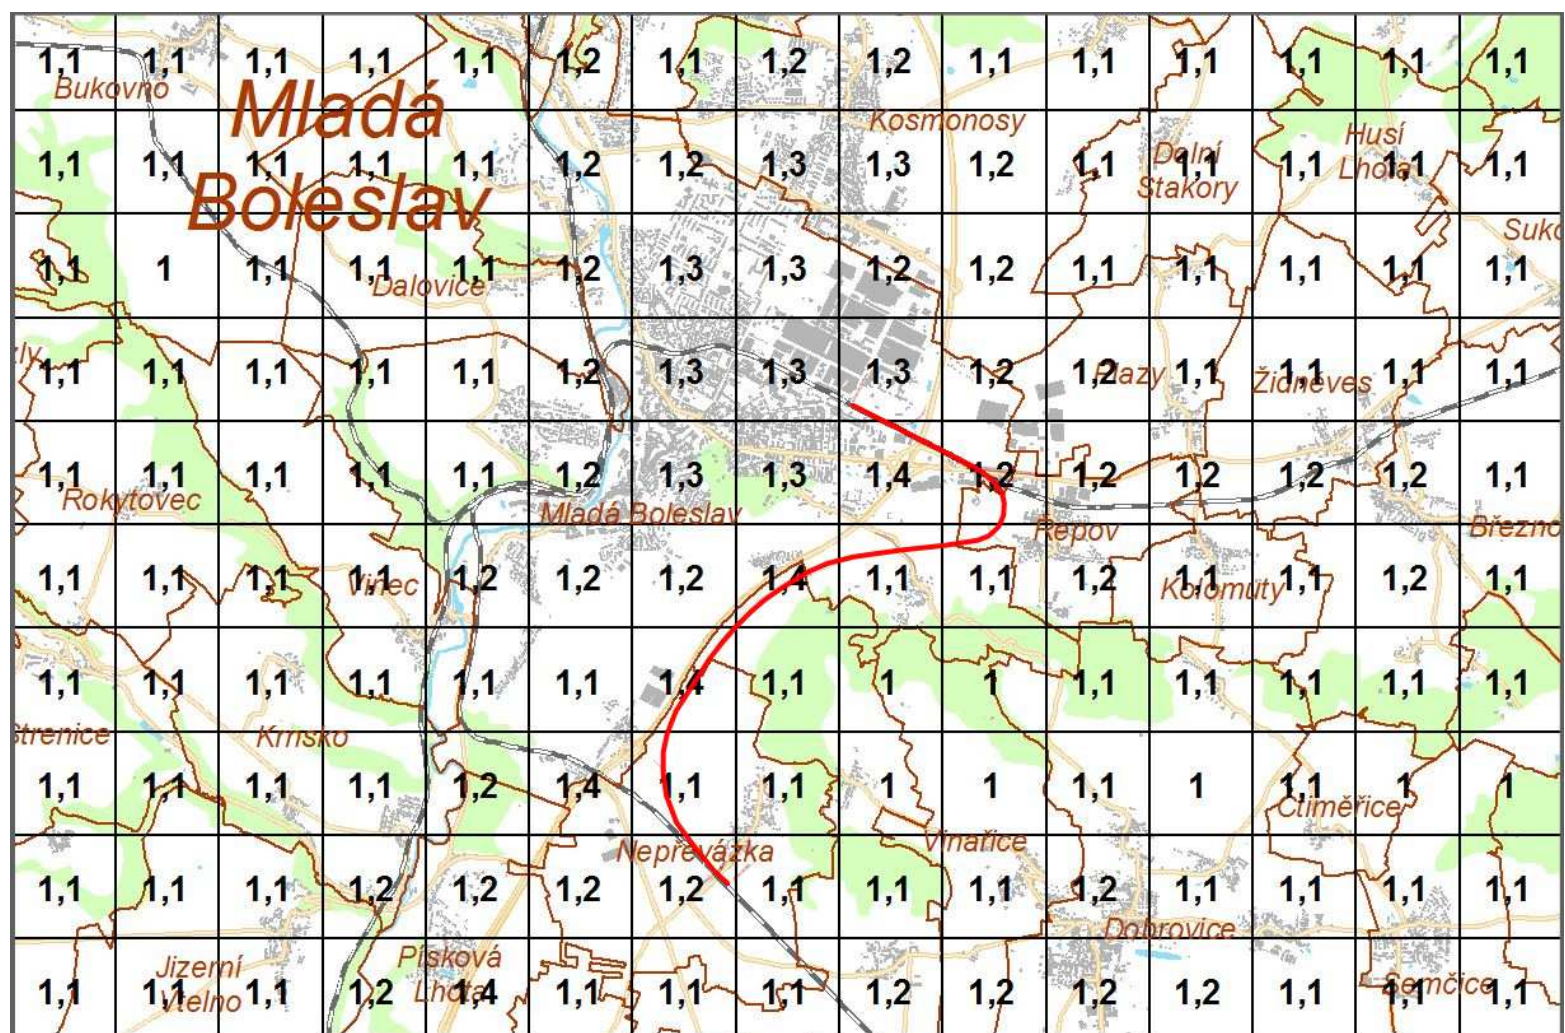 1,1 1,1 1,1 1,1 1,1 1,2 1,1 1,2 1,2 1,1 1,1 1,1 1,1 1,1 1,1
Bukovno
Mladá
Kosmonosy
Husí
Dolní
1,1 1,1 1,1 1,1 1,1 1,2 1,2 1,3 1,3 1,2 1,1 1,1 1,1 1,1 1,1
Lhota
Stakory
Boleslav
1,1 1 1,1 1,1 1,1 1,2 1,3 1,3 1,2 1,2 1,1 1,1 1,1 1,1 1,1
Dalovice
1,1 1,1 1,1 1,1 1,1 1,2 1,3 1,3 1,3 1,2 1,2 1,1 1,1 1,1 1,1
Plazy
Židněves
1,1 1,1 1,1 1,1 1,1 1,2 1,3 1,3 1,4 1,2 1,2 1,2 1,2 1,2 1,1
Rokytovec
Mladá Boleslav
Řepov
Březno
1,1 1,1 1,1 1,1 1,2 1,2 1,2 1,4 1,1 1,1 1,2 1,1 1,1 1,2 1,1
Vinec
Kolomuty
1,1 1,1 1,1 1,1 1,1 1,1 1,4 1,1 1 1 1,1 1,1 1,1 1,1 1,1
Strenice
Krnsko
1,1 1,1 1,1 1,1 1,2 1,4 1,1 1,1 1 1 1,1 1 1,1 1 1
Ctiměřice
Vinařice
Nepřevázka
1,1 1,1 1,1 1,2 1,2 1,2 1,2 1,1 1,1 1,1 1,2 1,1 1,1 1,1 1,1
Dobrovice
Písková
Jizerní
1,1 1,1 1,1 1,2 1,4 1,1 1,1 1,1 1,2 1,2 1,2 1,2 1,1 1,1 1,1
Lhota
Semčice
Vtelno